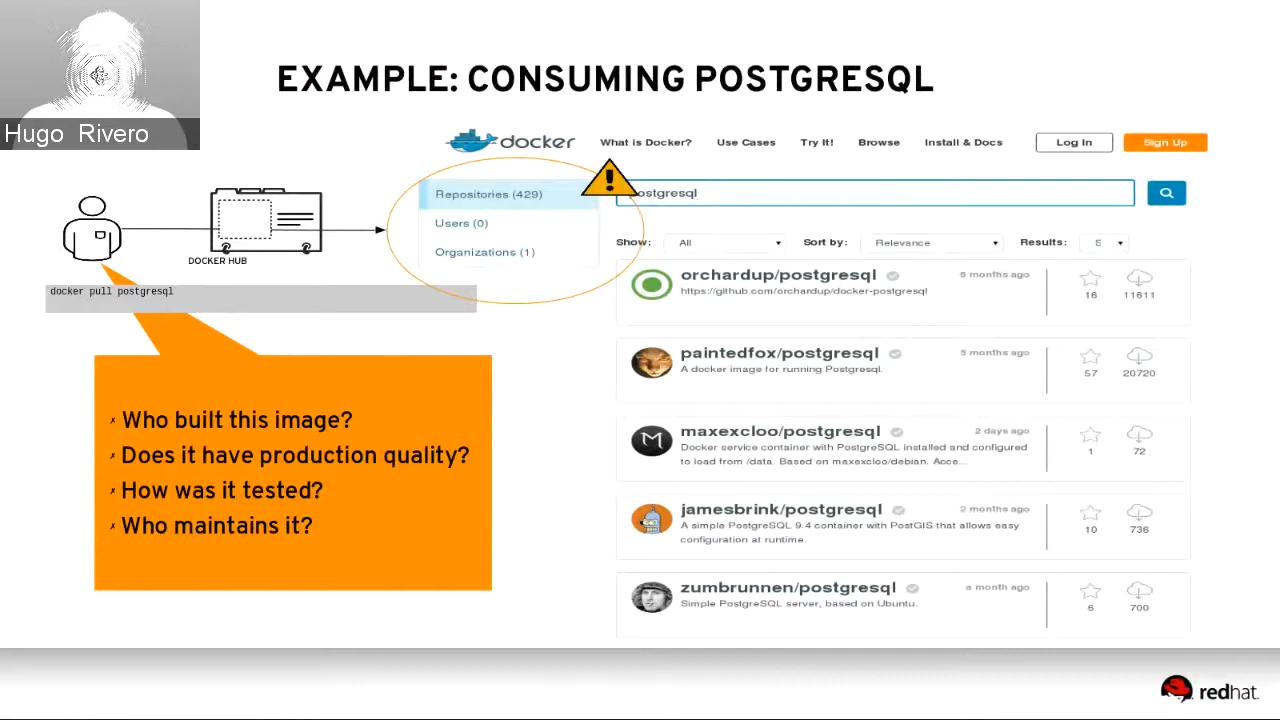 Hugo Rivero
EXAMPLE: CONSUMING POSTGRESQL
docker
What is Docker? Use Cases Try It! Browse Install & Docs Log In Sign Up
Repositories (429)
Users (0)
Organizations (1)
postgresql
Show: All Sort by: Relevance Results: 5
DOCKER HUB
docker pull postgresql
Who built this image?
Does it have production quality?
How was it tested?
Who maintains it?
orchardup/postgresql 6 months ago
https://github.com/orchardup/docker-postgresql
16 11611
paintedfox/postgresql 5 months ago
A docker image for running Postgresql.
57 20720
maxexcloo/postgresql 2 days ago
Docker service container with PostgreSQL installed and configured
to load from /data. Based on maxexcloo/debian. Acce...
1 72
jamesbrink/postgresql 2 months ago
A simple PostgreSQL 9.4 container with PostGIS that allows easy
configuration at runtime.
10 736
zumbrunnen/postgresql a month ago
Simple PostgreSQL server, based on Ubuntu.
6 700
redhat.